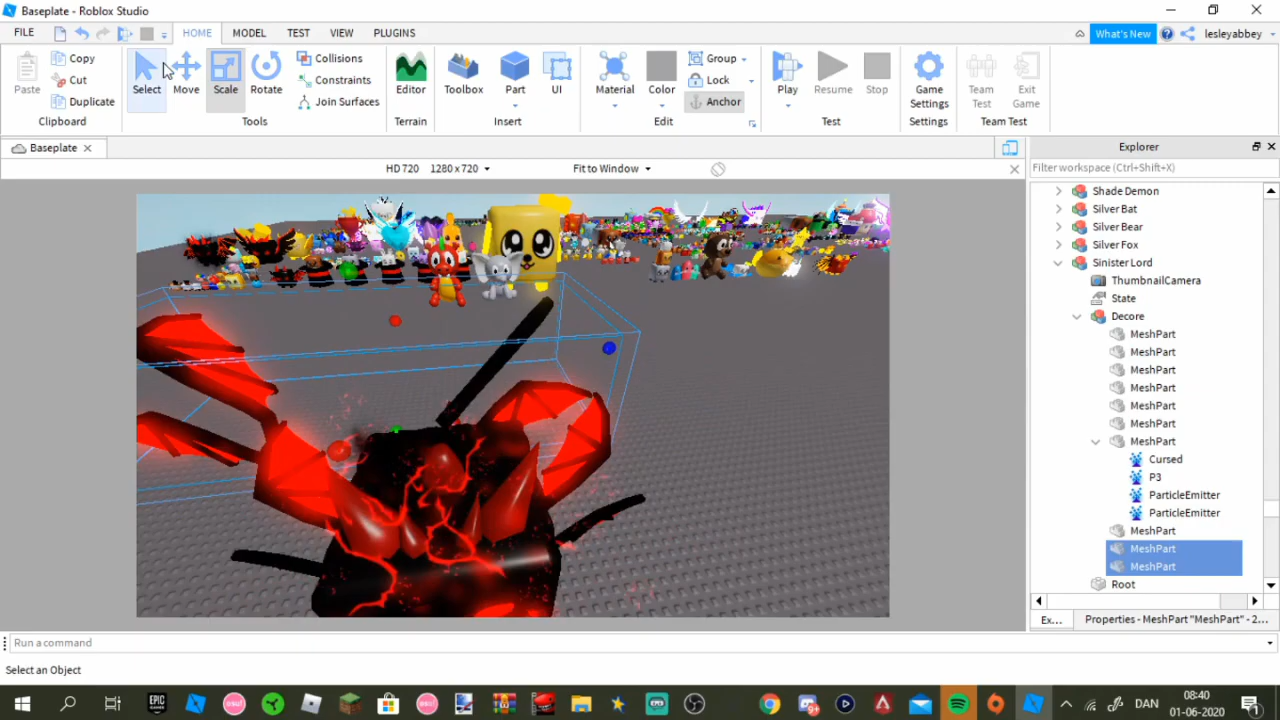 Baseplate - Roblox Studio
FILE HOME MODEL TEST VIEW PLUGINS What's New lesleyabbey
Paste Copy Cut Duplicate
Clipboard
Select Move Scale Rotate Collisions Constraints Join Surfaces
Tools
Editor
Terrain
Toolbox Part UI
Insert
Material Color Group Lock Anchor
Edit
Play Resume Stop
Test
Game Settings
Settings
Team Test Exit Game
Team Test
Baseplate
HD 720 1280 x 720 Fit to Window
Explorer
Filter workspace (Ctrl+Shift+X)
Shade Demon
Silver Bat
Silver Bear
Silver Fox
Sinister Lord
ThumbnailCamera
State
Decore
MeshPart
MeshPart
MeshPart
MeshPart
MeshPart
MeshPart
MeshPart
Cursed
P3
ParticleEmitter
ParticleEmitter
MeshPart
MeshPart
MeshPart
Root
Ex... Properties - MeshPart "MeshPart" - 2...
Run a command
Select an Object
EPIC GAMES osu! DAN 08:40
01-06-2020